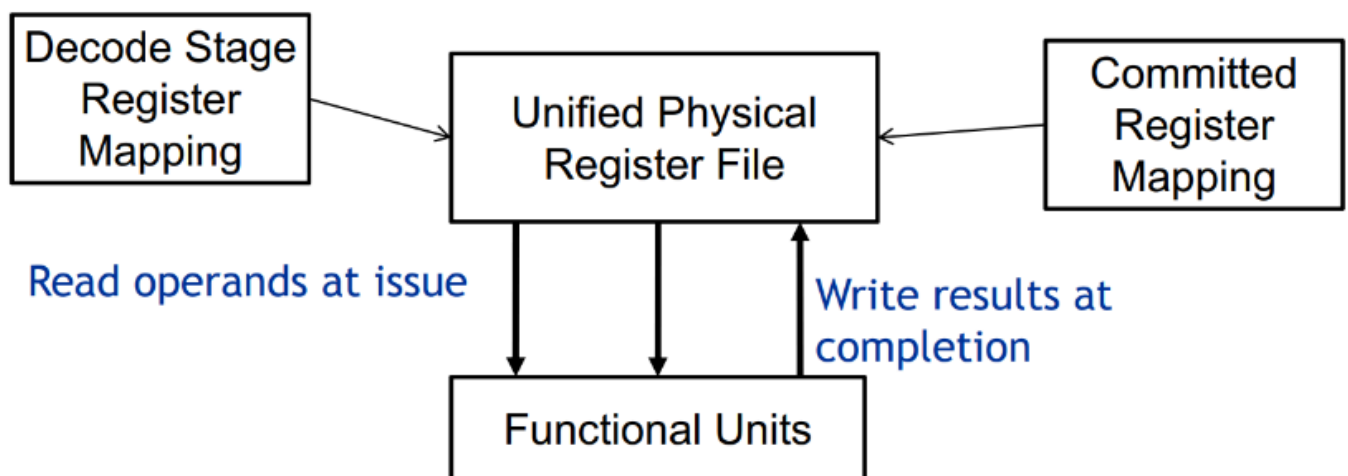 Decode Stage
Register
Mapping
Unified Physical
Register File
Committed
Register
Mapping
Read operands at issue
Write results at
completion
Functional Units